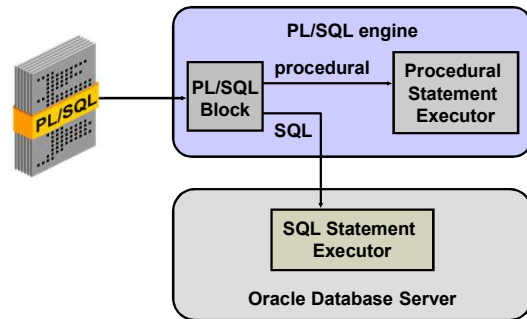 PL/SQL engine
PL/SQL
PL/SQL
Block
procedural
SQL
Procedural
Statement
Executor
SQL Statement
Executor
Oracle Database Server